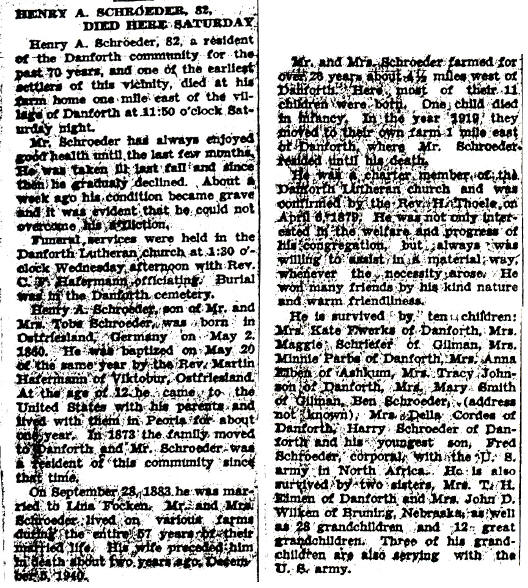 HENRY A. SCHROEDER, 82,
DIED HERE SATURDAY
Henry A. Schroeder, 82, a resident
of the Danforth community for the
past 70 years, and one of the earliest
settlers of this vicinity, died at his
farm home one mile east of the vil-
lage of Danforth at 11:50 o'clock Sat-
urday night.
Mr. Schroeder has always enjoyed
good health until the last few months.
He was taken ill last fall and since
then he gradualy declined. About a
week ago his condition became grave
and it was evident that he could not
overcome his affliction.
Funeral services were held in the
Danforth Lutheran church at 1:30 o'-
clock Wednesday afternoon with Rev.
C. F. Hafermann officiating. Burial
was in the Danforth cemetery.
Henry A. Schroeder, son of Mr. and
Mrs. Tobe Schroeder, was born in
Ostfriesland, Germany on May 2,
1860. He was baptized on May 20
of the same year by the Rev. Martin
Hafermann of Viktobur, Ostfriesland.
At the age of 12 he came to the
United States with his parents and
lived with them in Peoria for about
one year. In 1873 the family moved
to Danforth and Mr. Schroeder was
a resident of this community since
that time.
On September 28, 1883 he was mar-
ried to Lina Focken. Mr. and Mrs.
Schroeder lived on various farms
during the entire 57 years of their
married life. His wife preceded him
in death about two years ago, Decem-
ber 5, 1940.
Mr. and Mrs. Schroeder farmed for
over 28 years about 4½ miles west of
Danforth. Here most of their 11
children were born. One child died
in infancy. In the year 1919 they
moved to their own farm 1 mile east
of Danforth, where Mr. Schroeder
resided until his death.
He was a charter member of the
Danforth Lutheran church and was
confirmed by the Rev. H. Thoele on
April 6, 1879. He was not only inter-
ested in the welfare and progress of
his congregation, but always was
willing to assist in a material way,
whenever the necessity arose. He
won many friends by his kind nature
and warm friendliness.
He is survived by ten children:
Mrs. Kate Ewerks of Danforth, Mrs.
Maggie Schriefer of Gilman, Mrs.
Minnie Parbs of Danforth, Mrs. Anna
Eiben of Ashkum, Mrs. Tracy John-
son of Danforth, Mrs. Mary Smith
of Gilman, Ben Schroeder, (address
not known), Mrs. Della Cordes of
Danforth, Harry Schroeder of Dan-
forth and his youngest son, Fred
Schroeder, corporal, with the U. S.
army in North Africa. He is also
survived by two sisters, Mrs. T. H.
Eimen of Danforth and Mrs. John D.
Wilken of Bruning, Nebraska, as well
as 28 grandchildren and 12 great
grandchildren. Three of his grand-
children are also serving with the
U. S. army.